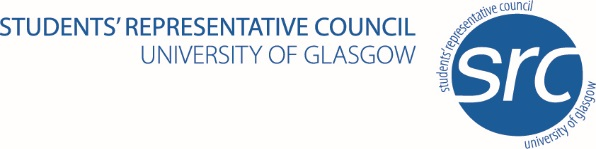 STUDENTS' REPRESENTATIVE COUNCIL
UNIVERSITY OF GLASGOW
students' representative council
src
university of glasgow